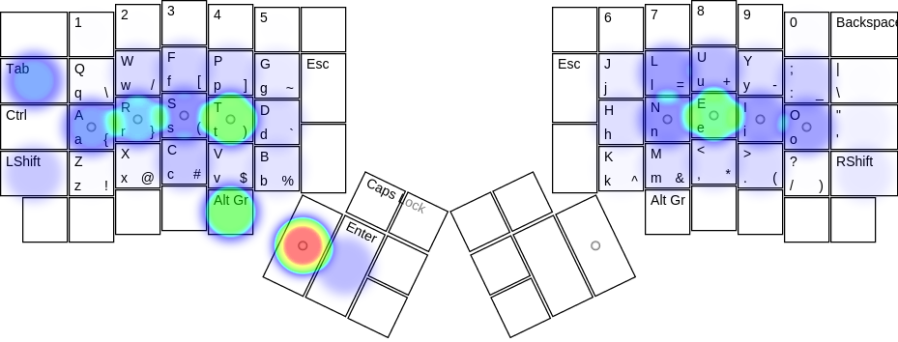 1 2 3 4 5
6 7 8 9 0 Backspac
Tab Q q \ W w / F f [ P p ] G g ~ Esc
Esc J j L l = U u + Y y - ; : _ | \
Ctrl A a { R r } S s ( T t ) D d `
H h N n E e I i O o " '
LShift Z z ! X x @ C c # V v $ B b %
K k ^ M m & < , * > . ( ? / ) RShift
Alt Gr
Alt Gr
Caps Lock
Enter